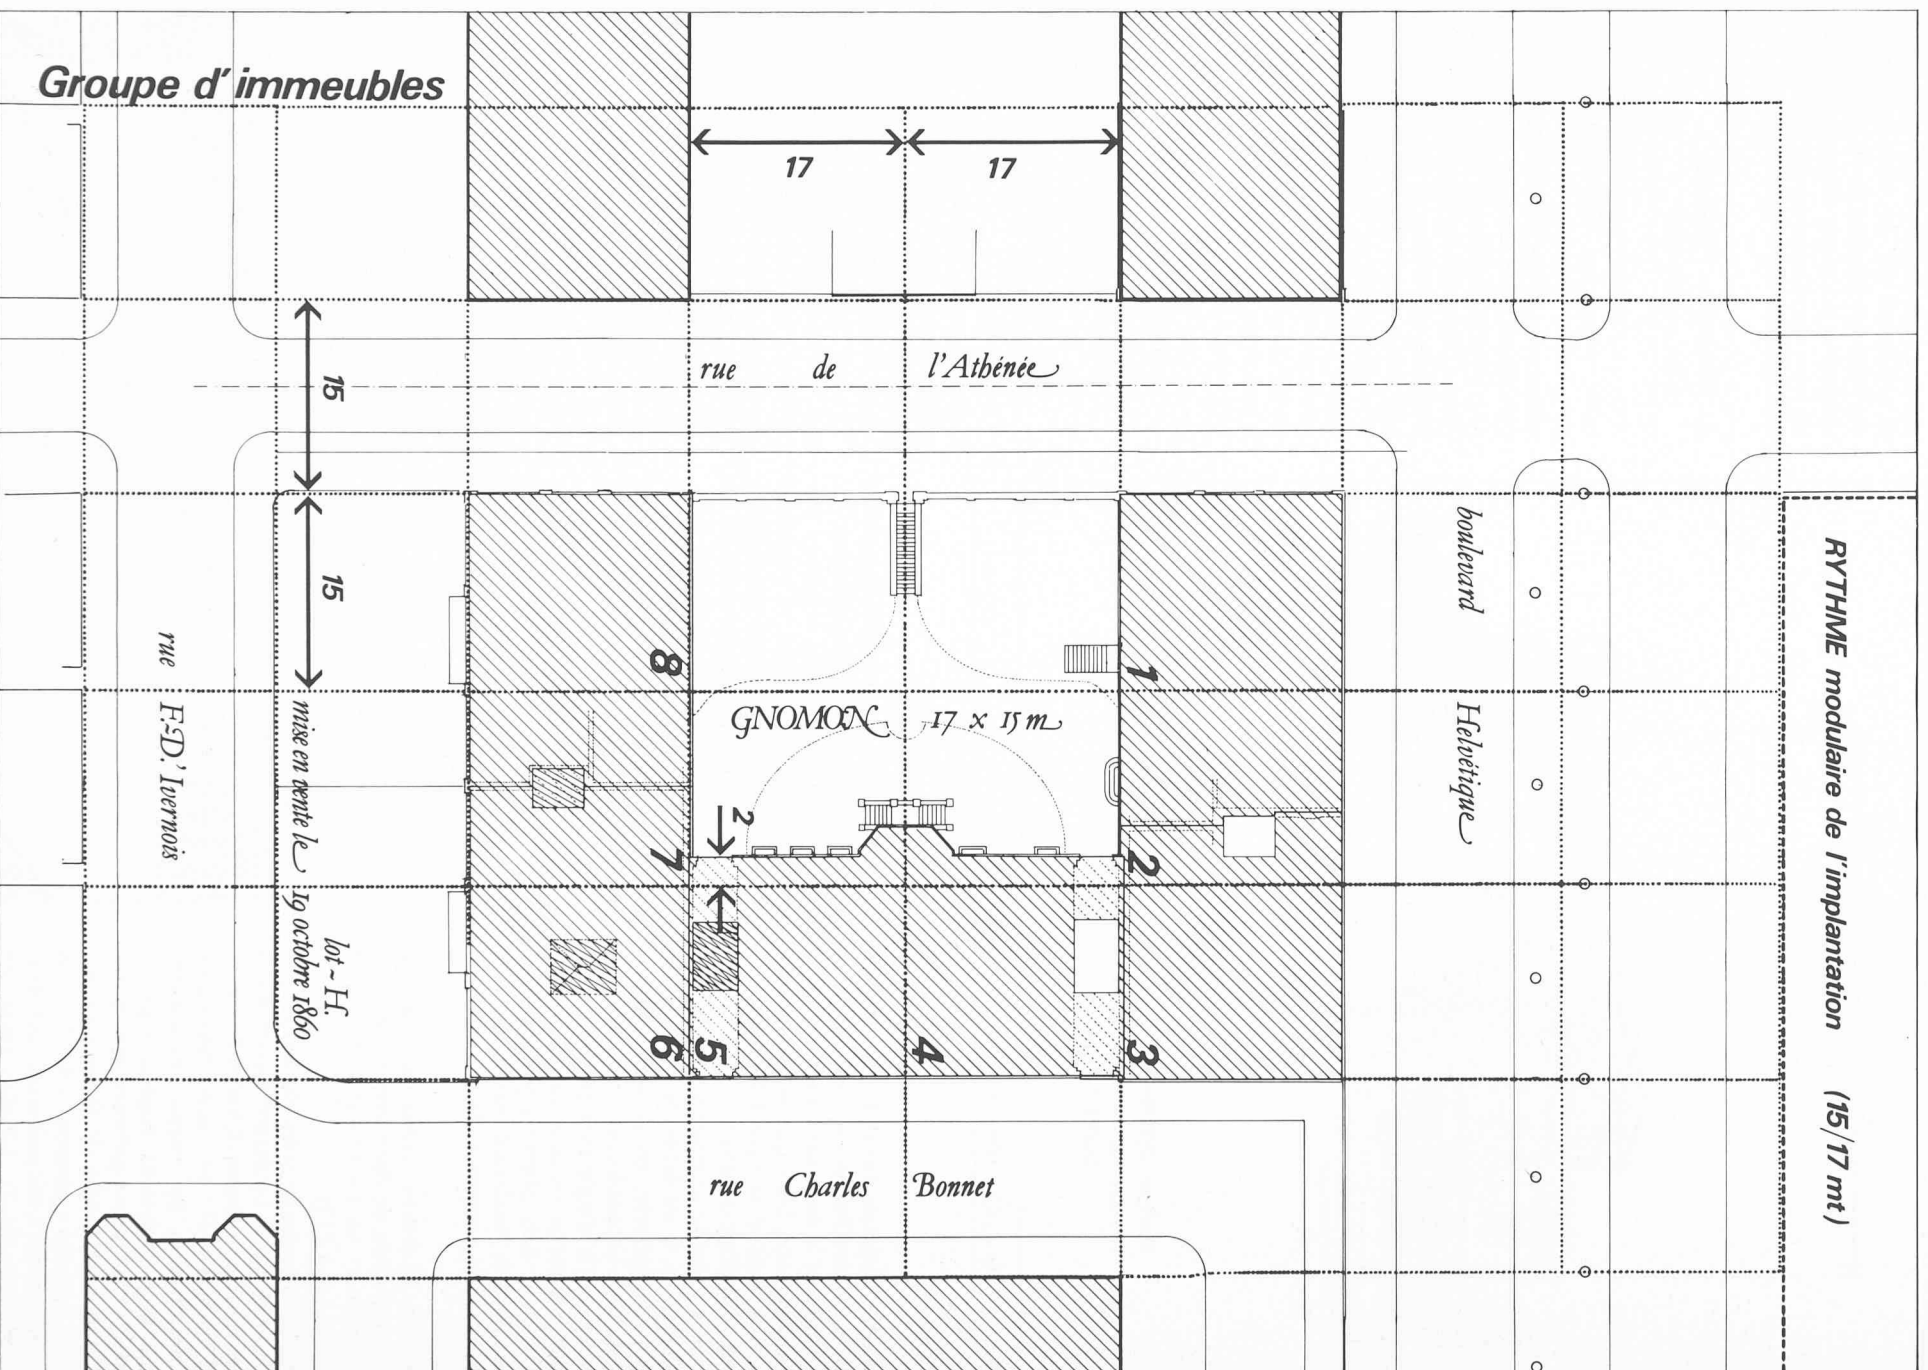 Groupe d'immeubles
17
17
rue de l'Athénée
15
15
boulevard Helvétique
RYTHME modulaire de l'implantation (15/17 mt)
rue F.-D.' Ivernois
mise en vente le 19 octobre 1860
lot ~ H.
GNOMON 17 x 15 m
8
1
2
7
2
6
5
4
3
rue Charles Bonnet